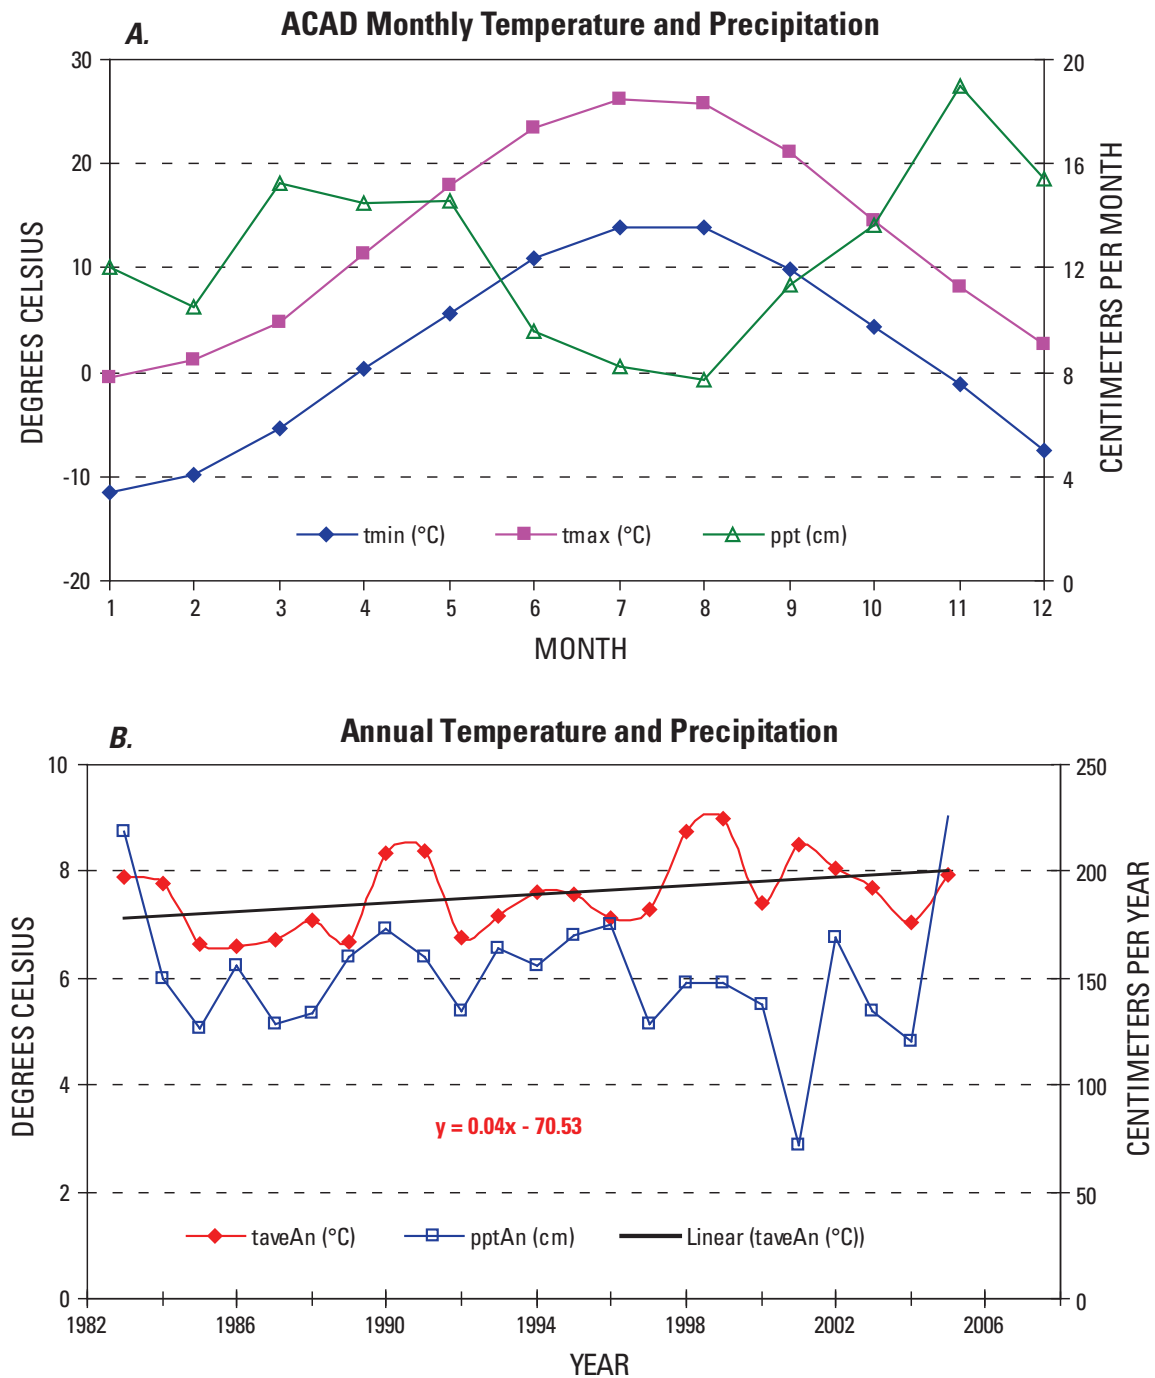 A.
ACAD Monthly Temperature and Precipitation
30
20
10
0
-10
-20
DEGREES CELSIUS
20
16
12
8
4
0
CENTIMETERS PER MONTH
tmin (°C) tmax (°C) ppt (cm)
1 2 3 4 5 6 7 8 9 10 11 12
MONTH
B.
Annual Temperature and Precipitation
10
8
6
4
2
0
DEGREES CELSIUS
250
200
150
100
50
0
CENTIMETERS PER YEAR
y = 0.04x - 70.53
taveAn (°C) pptAn (cm) Linear (taveAn (°C))
1982 1986 1990 1994 1998 2002 2006
YEAR